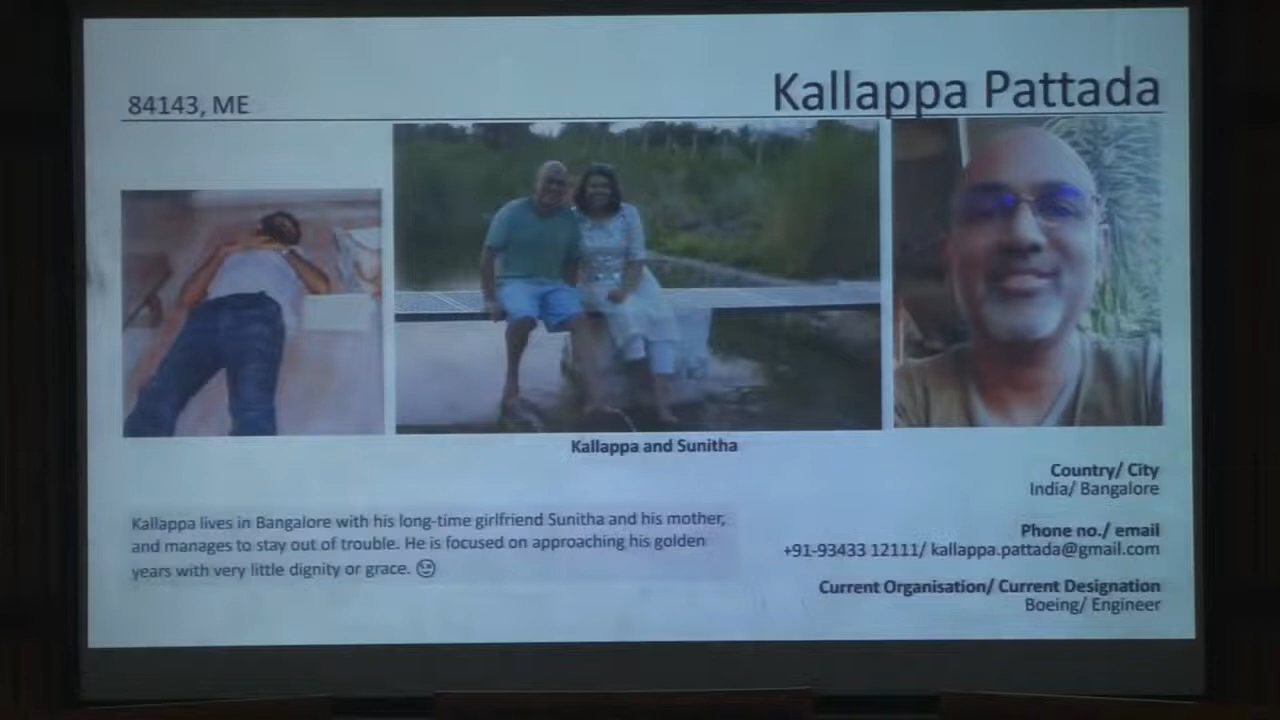 84143, ME
Kallappa Pattada
Kallappa and Sunitha
Country/ City
India/ Bangalore
Kallappa lives in Bangalore with his long-time girlfriend Sunitha and his mother,
and manages to stay out of trouble. He is focused on approaching his golden
years with very little dignity or grace. 😉
Phone no./ email
+91-93433 12111/ kallappa.pattada@gmail.com
Current Organisation/ Current Designation
Boeing/ Engineer